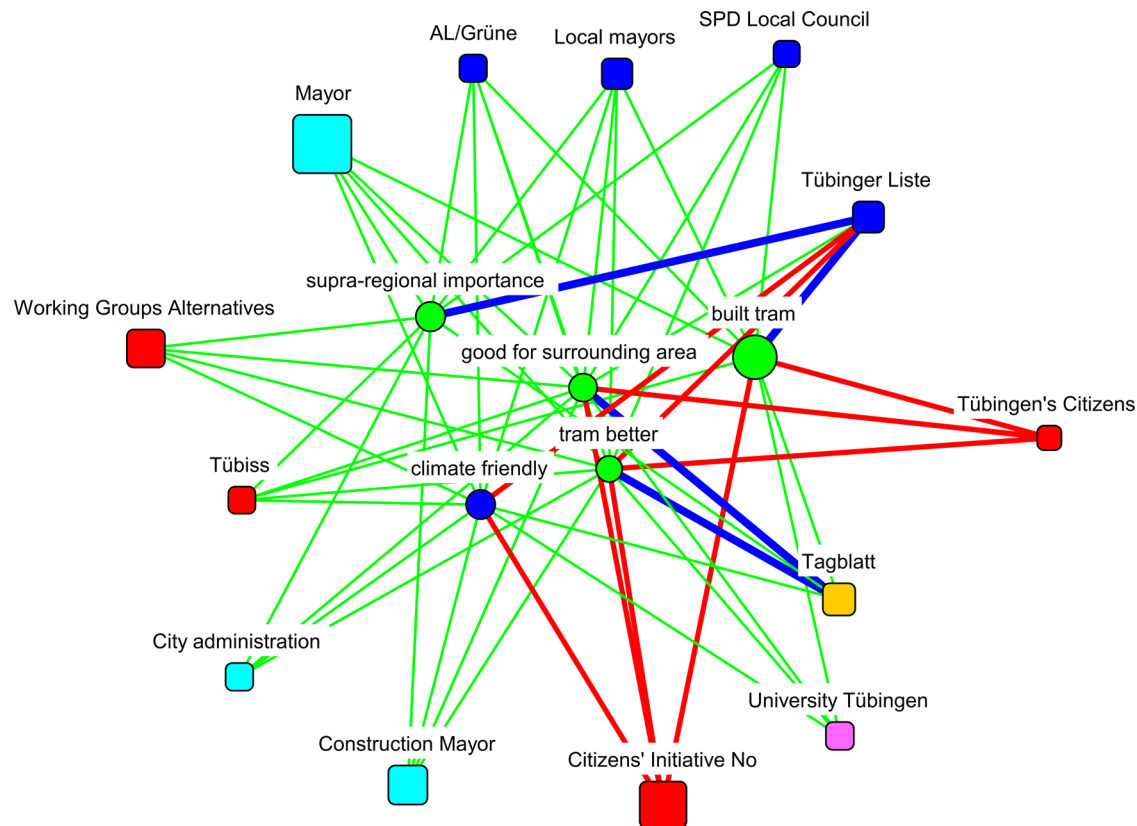 SPD Local Council
AL/Grüne
Local mayors
Mayor
Tübinger Liste
supra-regional importance
Working Groups Alternatives
built tram
good for surrounding area
Tübingen's Citizens
tram better
Tübiss
climate friendly
Tagblatt
City administration
University Tübingen
Construction Mayor
Citizens' Initiative No